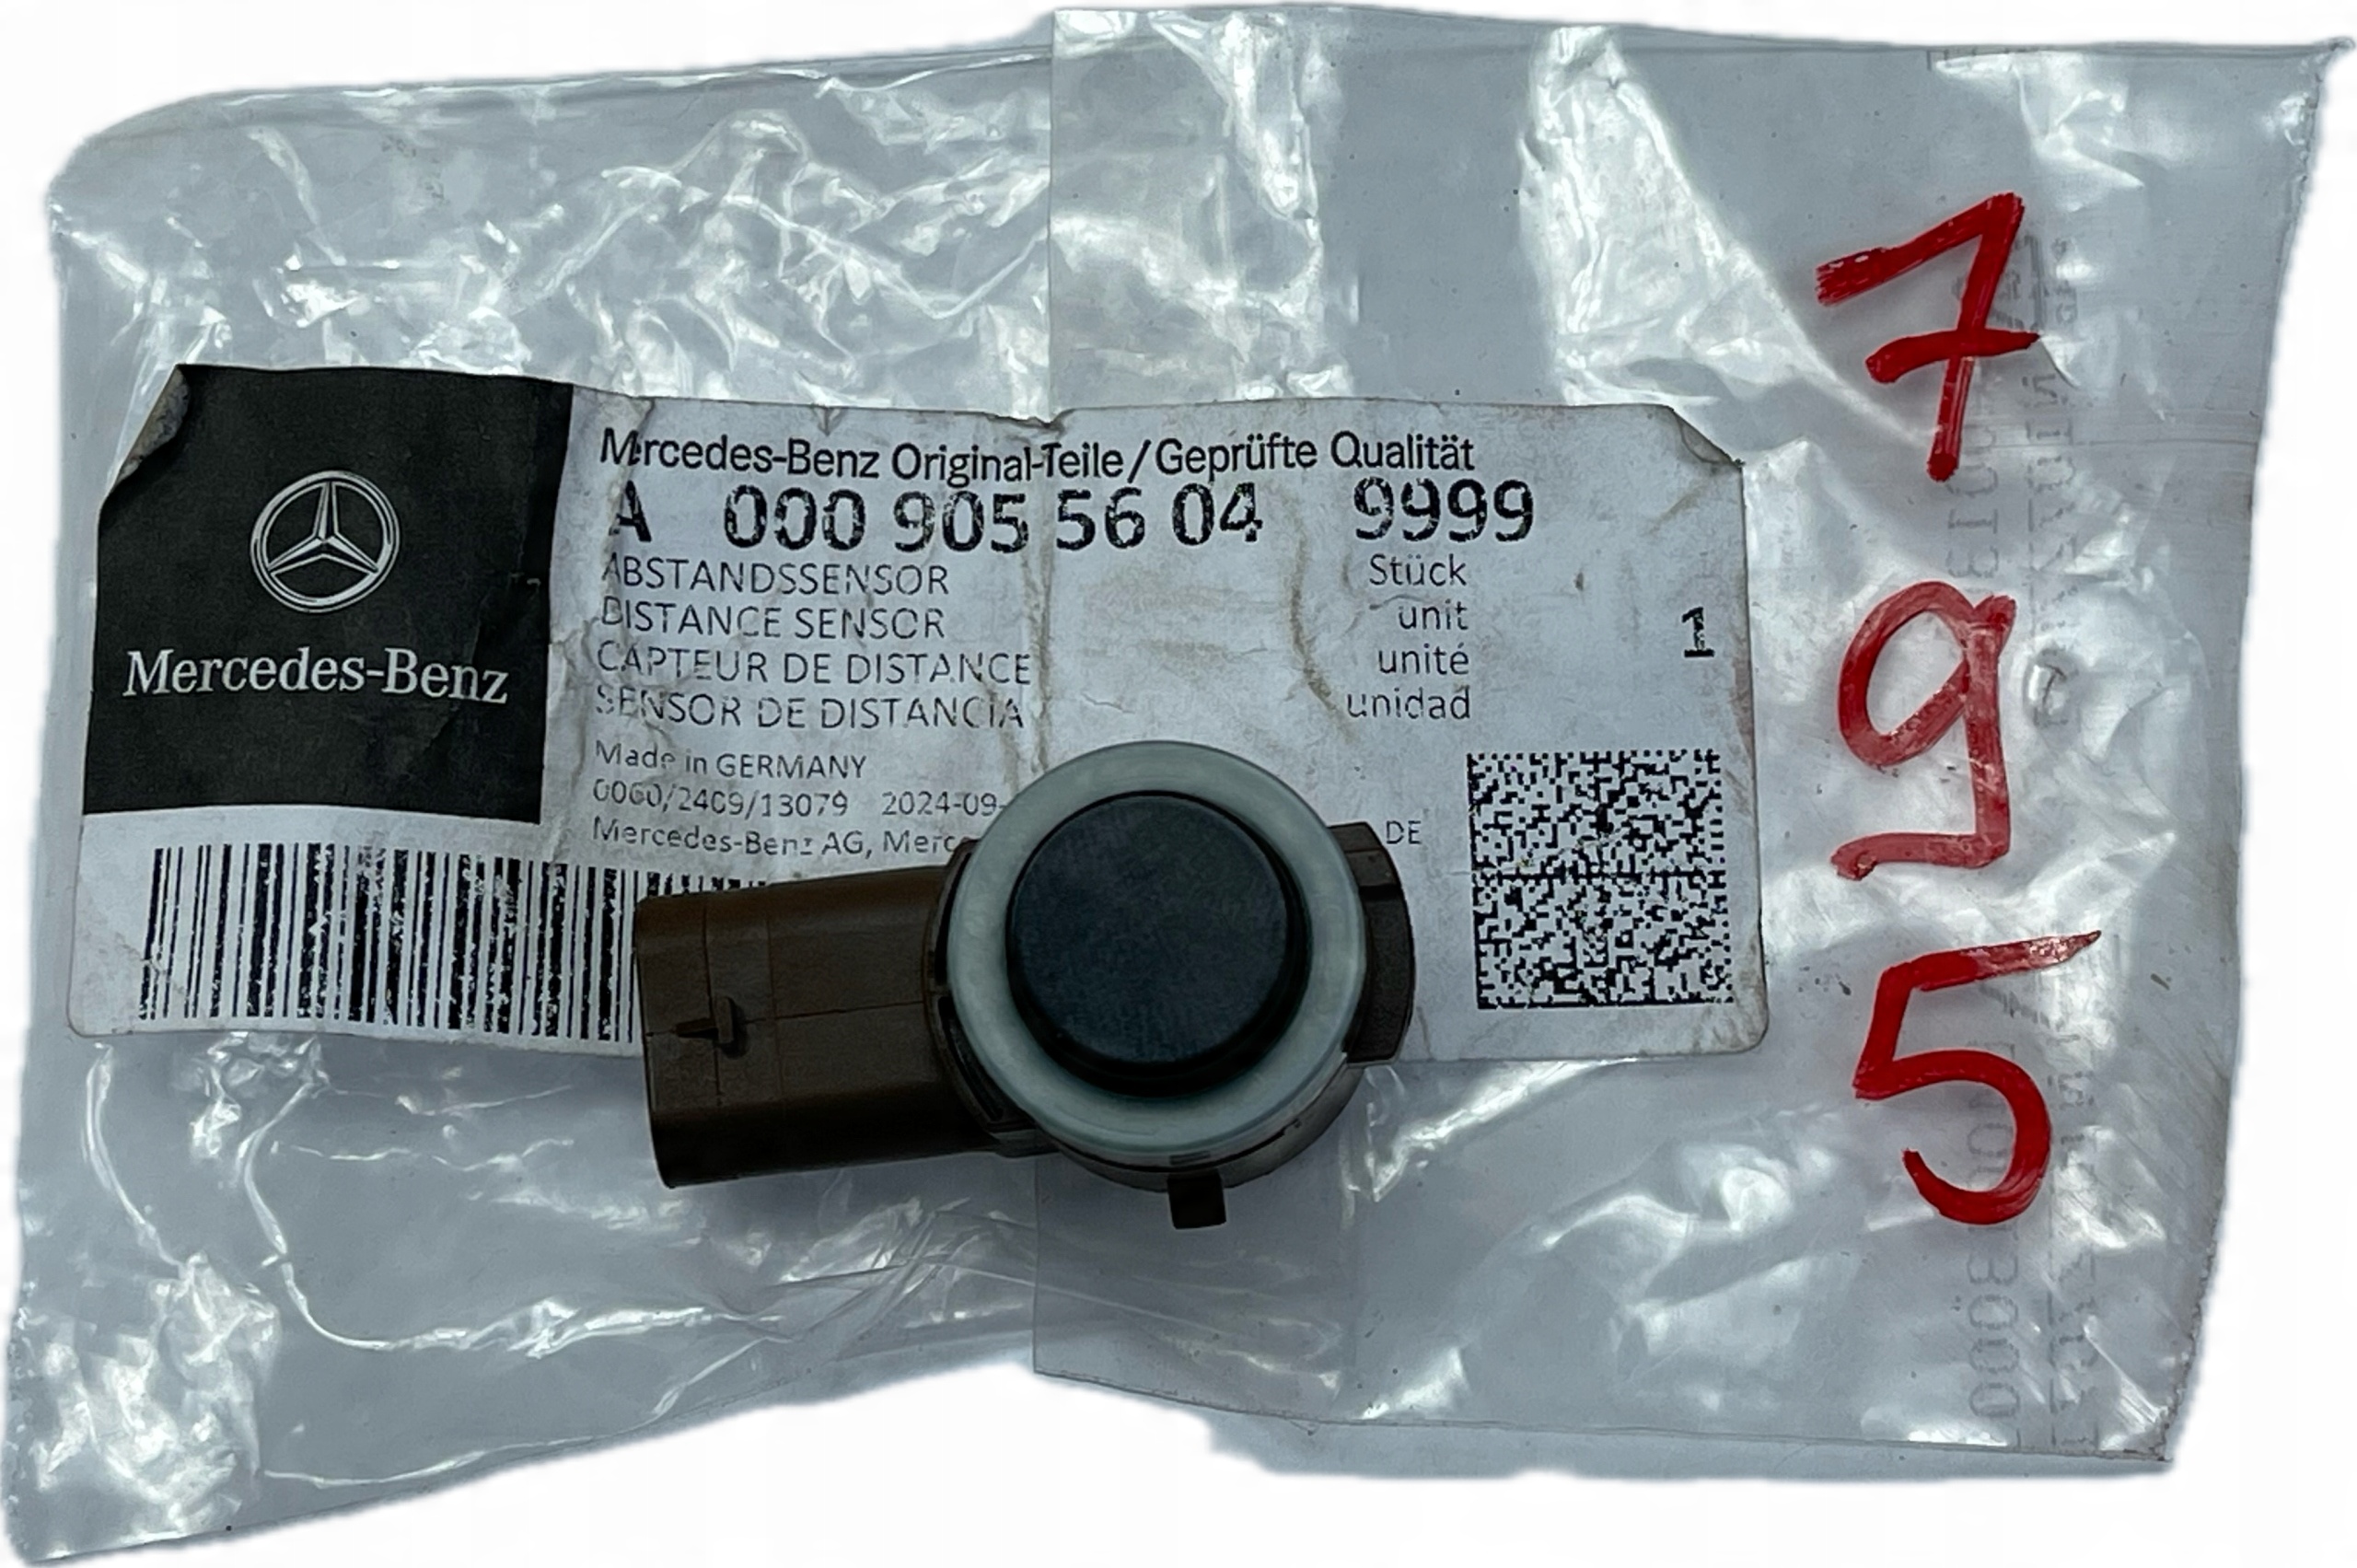 Mercedes-Benz
Mrcedes-Benz Original-Teile/Geprüfte Qualität
A 000 905 56 04 9999
ABSTANDSSENSOR Stück
DISTANCE SENSOR unit
CAPTEUR DE DISTANCE unité
SENSOR DE DISTANCIA unidad
1
Made in GERMANY
0060/2409/13079 2024-09-
Mercedes-Benz AG, Merc DE
7
9
5